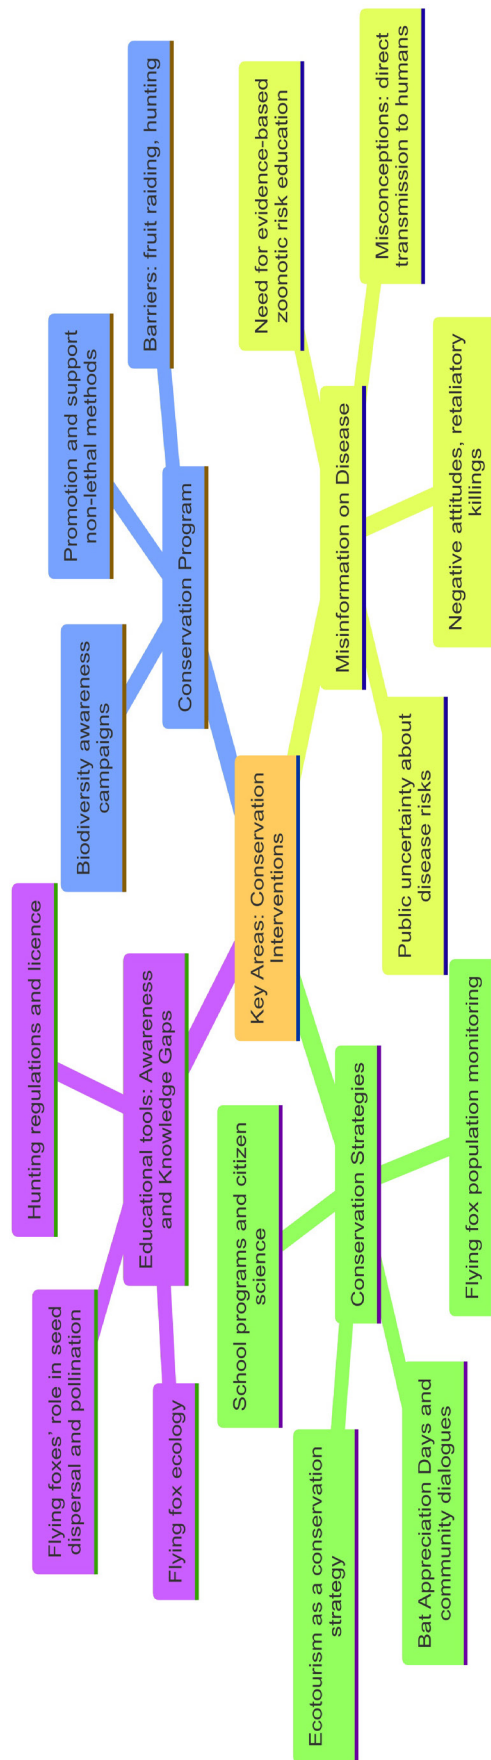 Key Areas: Conservation
Interventions
Educational tools: Awareness
and Knowledge Gaps
Hunting regulations and licence
Flying foxes' role in seed
dispersal and pollination
Flying fox ecology
Conservation Program
Biodiversity awareness
campaigns
Promotion and support
non-lethal methods
Barriers: fruit raiding, hunting
Conservation Strategies
School programs and citizen
science
Ecotourism as a conservation
strategy
Bat Appreciation Days and
community dialogues
Flying fox population monitoring
Misinformation on Disease
Need for evidence-based
zoonotic risk education
Misconceptions: direct
transmission to humans
Negative attitudes, retaliatory
killings
Public uncertainty about
disease risks